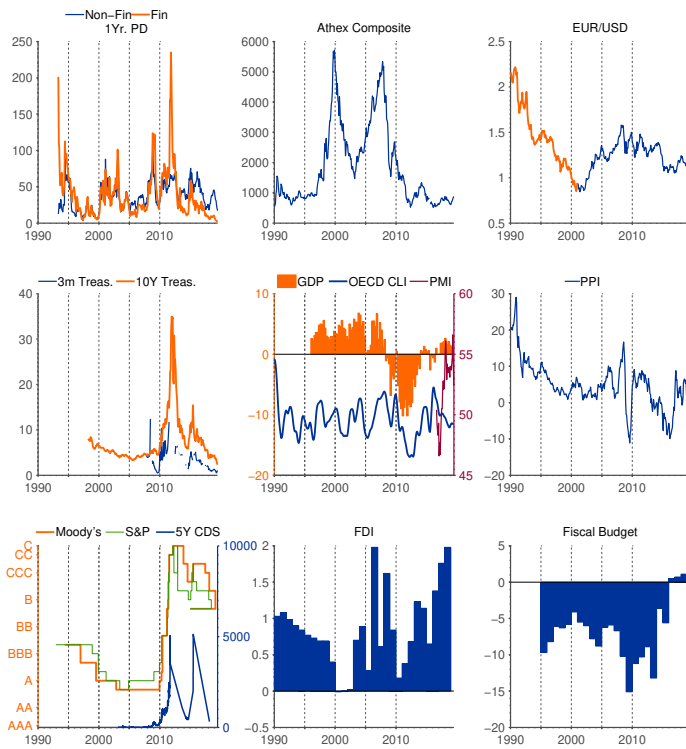 Non−Fin Fin
1Yr. PD
250
200
150
100
50
0
1990 2000 2010
Athex Composite
6000
5000
4000
3000
2000
1000
0
1990 2000 2010
EUR/USD
2.5
2
1.5
1
0.5
1990 2000 2010
3m Treas. 10Y Treas.
40
30
20
10
0
1990 2000 2010
GDP OECD CLI PMI
10
0
−10
−20
60
55
50
45
1990 2000 2010
PPI
30
20
10
0
−10
−20
1990 2000 2010
Moody's S&P 5Y CDS
C
CC
CCC
B
BB
BBB
A
AA
AAA
10000
5000
0
1990 2000 2010
FDI
2
1.5
1
0.5
0
−0.5
1990 2000 2010
Fiscal Budget
5
0
−5
−10
−15
−20
1990 2000 2010